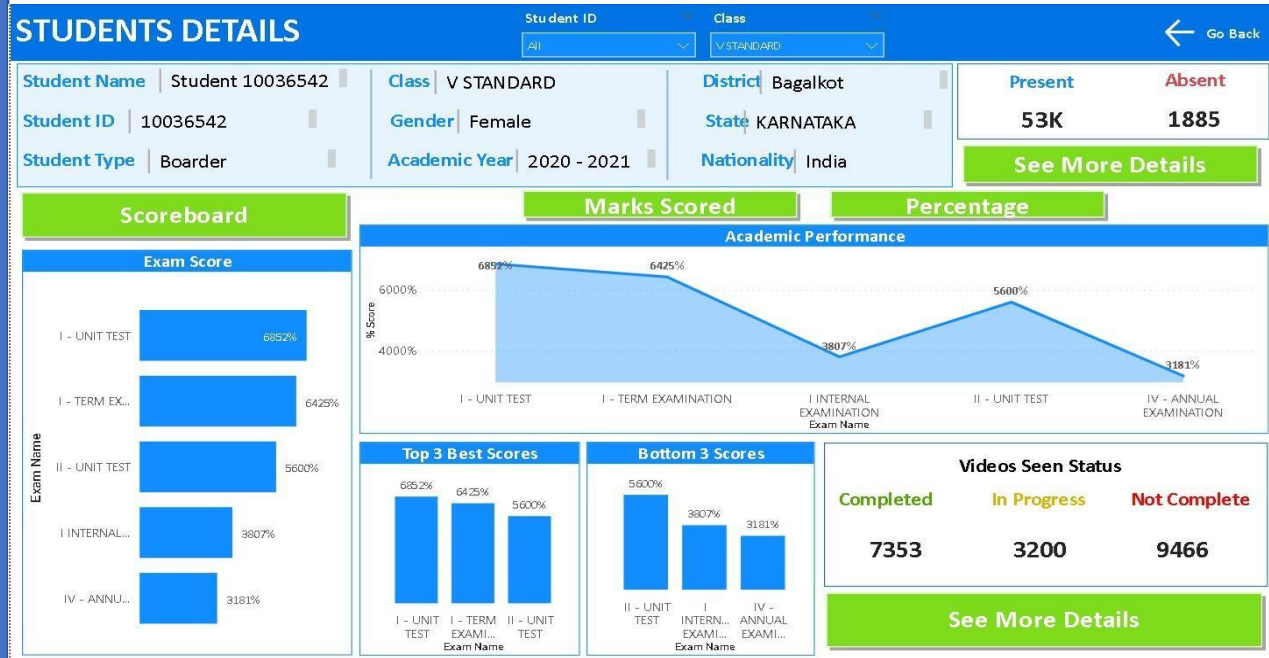 STUDENTS DETAILS
Student ID
All
Class
V STANDARD
Go Back
Student Name Student 10036542
Class V STANDARD
District Bagalkot
Student ID 10036542
Gender Female
State KARNATAKA
Student Type Boarder
Academic Year 2020 - 2021
Nationality India
Present Absent
53K 1885
See More Details
Scoreboard
Marks Scored
Percentage
Exam Score
Exam Name
I - UNIT TEST 6852%
I - TERM EX... 6425%
II - UNIT TEST 5600%
I INTERNAL... 3807%
IV - ANNU... 3181%
Academic Performance
% Score
6000%
4000%
6852% 6425% 3807% 5600% 3181%
I - UNIT TEST
I - TERM EXAMINATION
I INTERNAL
EXAMINATION
II - UNIT TEST
IV - ANNUAL
EXAMINATION
Exam Name
Top 3 Best Scores
6852% 6425% 5600%
I - UNIT
TEST
I - TERM
EXAMI...
II - UNIT
TEST
Exam Name
Bottom 3 Scores
5600% 3807% 3181%
II - UNIT
TEST
I
INTERN...
EXAMI...
IV -
ANNUAL
EXAMI...
Exam Name
Videos Seen Status
Completed In Progress Not Complete
7353 3200 9466
See More Details